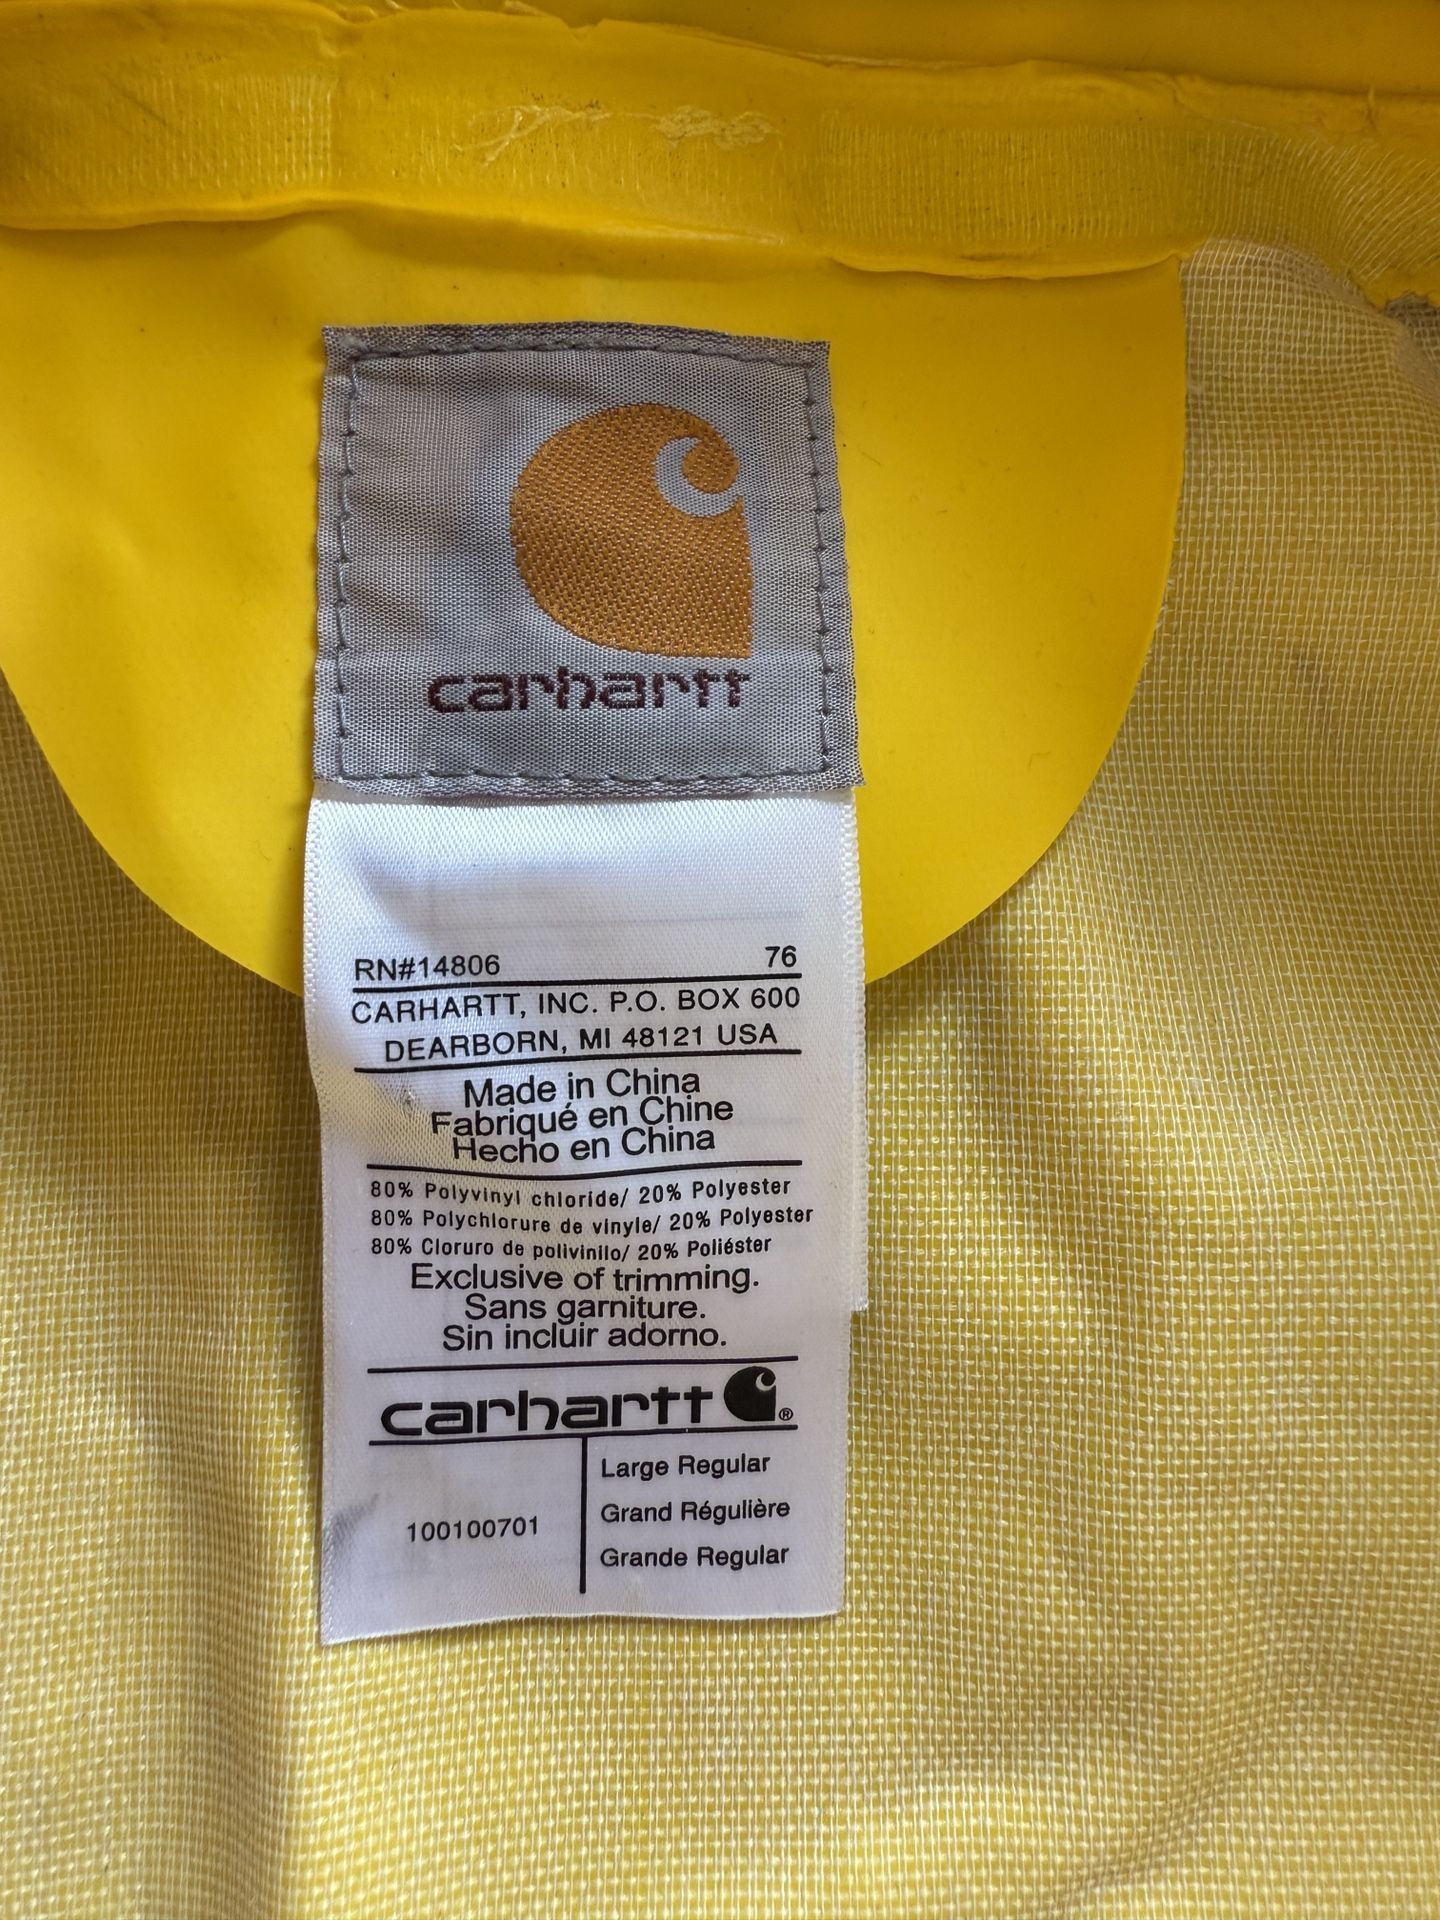 carhartt
RN#14806 76
CARHARTT, INC. P.O. BOX 600
DEARBORN, MI 48121 USA
Made in China
Fabriqué en Chine
Hecho en China
80% Polyvinyl chloride/ 20% Polyester
80% Polychlorure de vinyle/ 20% Polyester
80% Cloruro de polivinilo/ 20% Poliéster
Exclusive of trimming.
Sans garniture.
Sin incluir adorno.
carhartt ®
100100701
Large Regular
Grand Régulière
Grande Regular